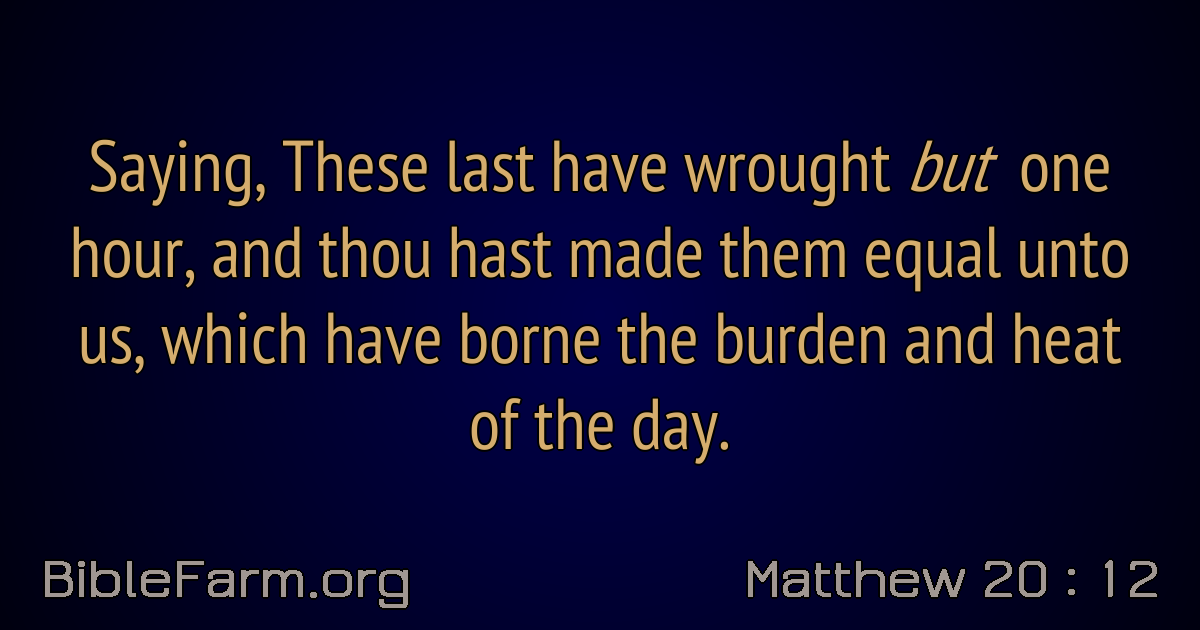 Saying, These last have wrought but one
hour, and thou hast made them equal unto
us, which have borne the burden and heat
of the day.
BibleFarm.org
Matthew 20 : 12